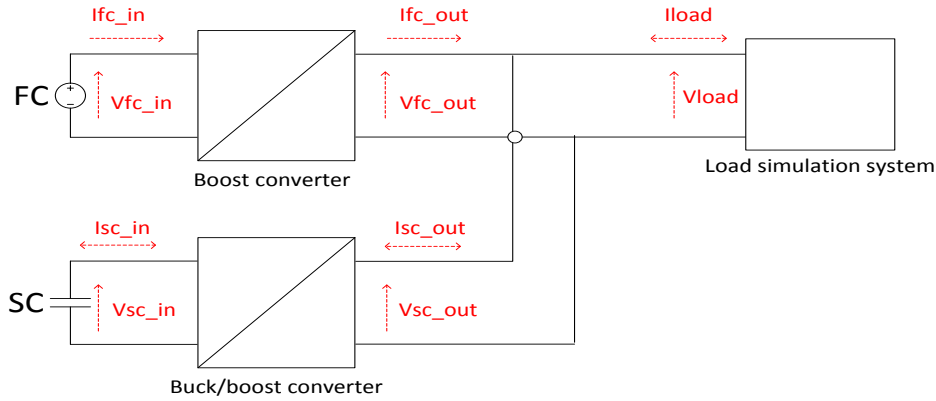 Ifc_in
Ifc_out
Iload
FC
+
−
Vfc_in
Vfc_out
Vload
Boost converter
Load simulation system
Isc_in
Isc_out
SC
Vsc_in
Vsc_out
Buck/boost converter